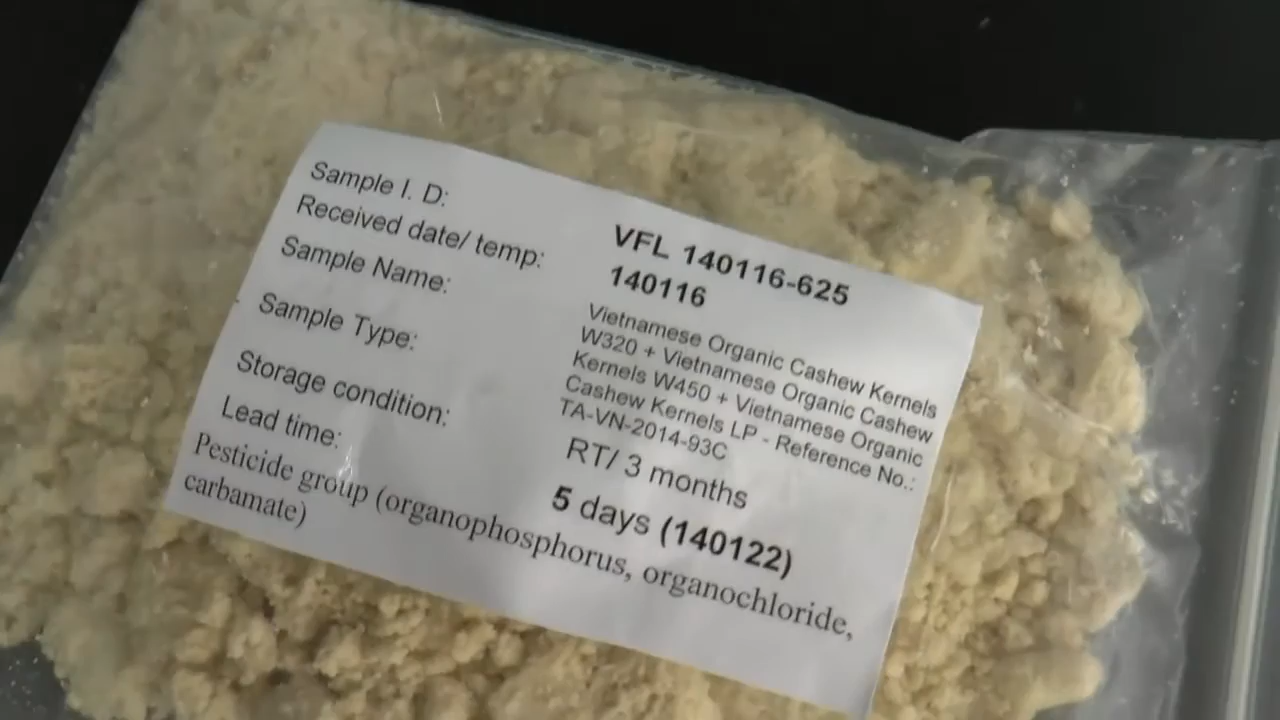 Sample I. D:
VFL 140116-625
Received date/ temp:
140116
Sample Name:
Vietnamese Organic Cashew Kernels
W320 + Vietnamese Organic Cashew
Kernels W450 + Vietnamese Organic
Cashew Kernels LP - Reference No.:
TA-VN-2014-93C
Sample Type:
Storage condition:
RT/ 3 months
Lead time:
5 days (140122)
Pesticide group (organophosphorus, organochloride,
carbamate)